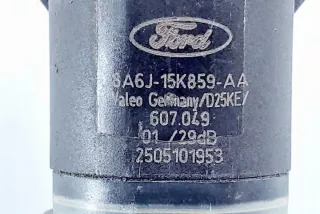 Ford
8A6J-15K859-AA
Valeo Germany/D25KE/
607.049
01 /29dB
2505101953